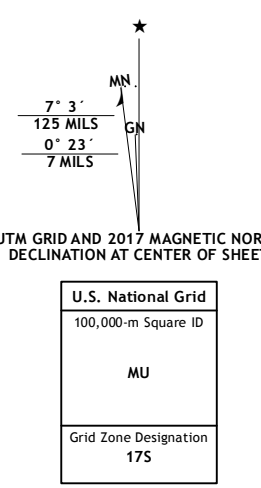 ★
MN
7° 3´
125 MILS
GN
0° 23´
7 MILS
UTM GRID AND 2017 MAGNETIC NOR
DECLINATION AT CENTER OF SHEET
U.S. National Grid
100,000-m Square ID
MU
Grid Zone Designation
17S